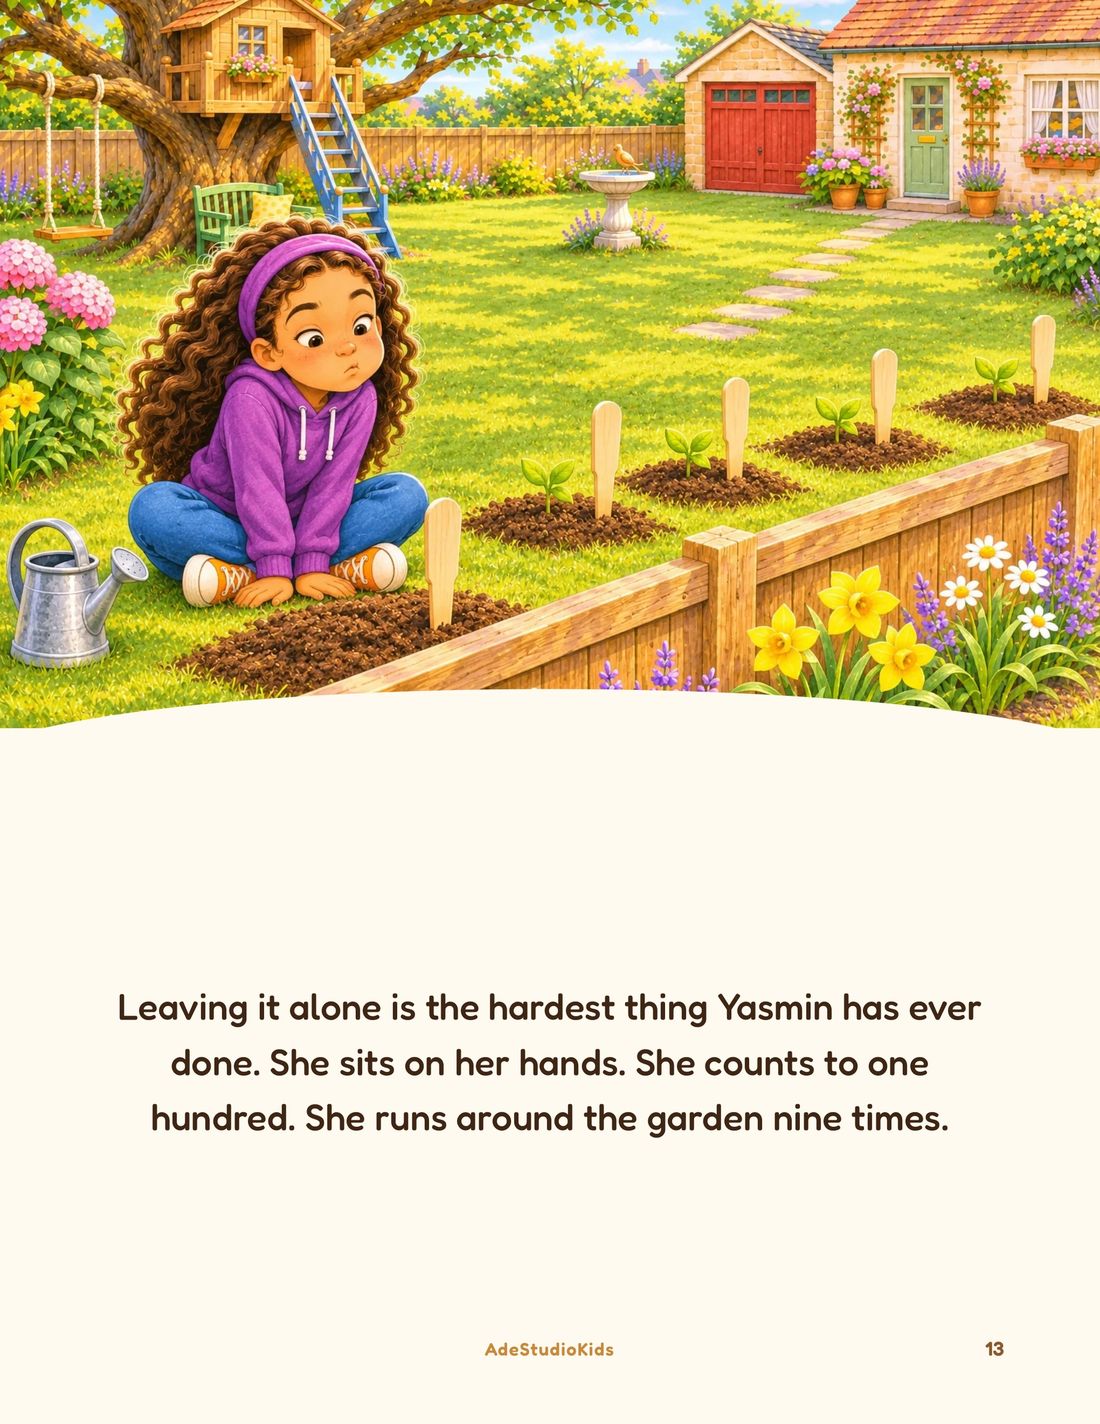 Leaving it alone is the hardest thing Yasmin has ever
done. She sits on her hands. She counts to one
hundred. She runs around the garden nine times.
AdeStudioKids
13